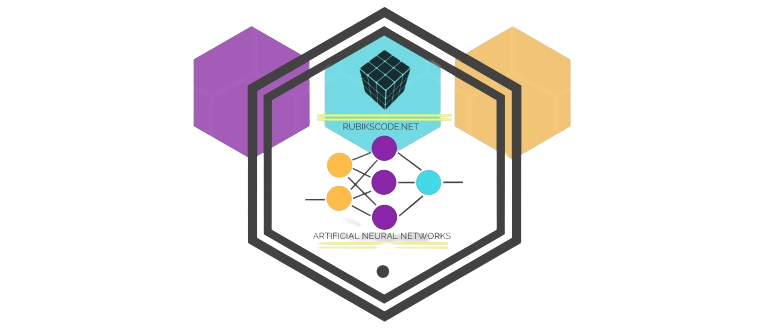 RUBIKSCODE.NET
ARTIFICIAL NEURAL NETWORKS